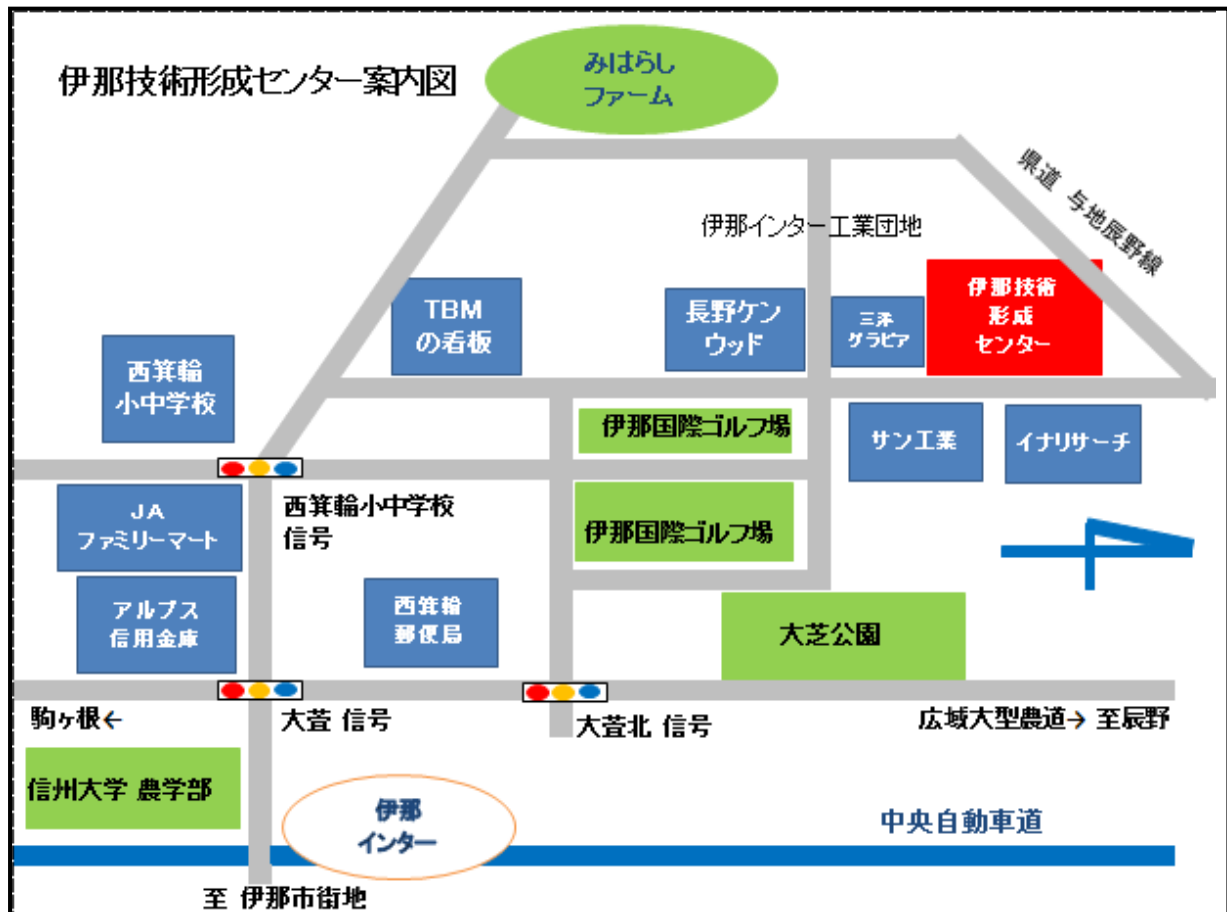 伊那技術形成センター案内図
みはらし
ファーム
県道 与地辰野線
伊那インター工業団地
TBM
の看板
長野ケン
ウッド
三洋
グラビア
伊那技術
形成
センター
西箕輪
小中学校
伊那国際ゴルフ場
サン工業
イナリサーチ
西箕輪小中学校
信号
JA
ファミリーマート
伊那国際ゴルフ場
アルプス
信用金庫
西箕輪
郵便局
大芝公園
駒ヶ根←
大萱 信号
大萱北 信号
広域大型農道→ 至辰野
信州大学 農学部
伊那
インター
中央自動車道
至 伊那市街地